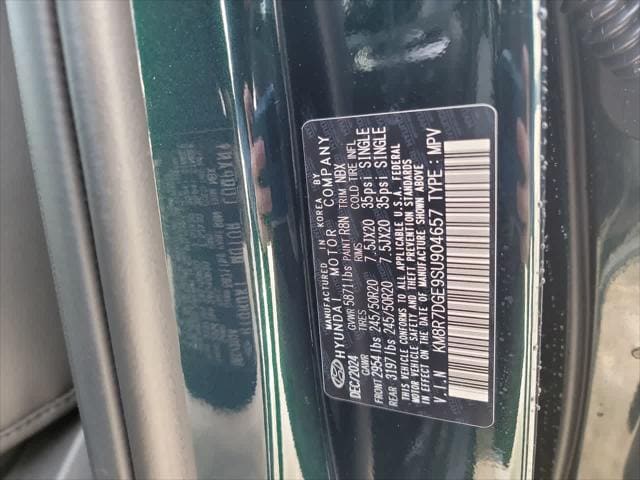 MANUFACTURED IN KOREA BY
HYUNDAI MOTOR COMPANY
DEC/2024 GVWR 5871lbs PAINT R8N TRIM NBX
GAWR TIRES RIMS COLD TIRE INFL
FRONT 2954 lbs 245/50R20 7.5JX20 35psi SINGLE
REAR 3197 lbs 245/50R20 7.5JX20 35psi SINGLE
THIS VEHICLE CONFORMS TO ALL APPLICABLE U.S.A. FEDERAL
MOTOR VEHICLE SAFETY AND THEFT PREVENTION STANDARDS
IN EFFECT ON THE DATE OF MANUFACTURE SHOWN ABOVE.
V.I.N KM8R7DGE9SU904657 TYPE : MPV